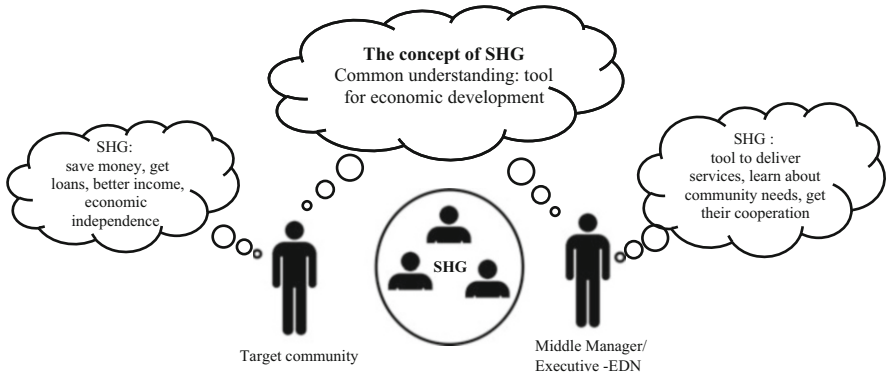 The concept of SHG
Common understanding: tool
for economic development
SHG:
save money, get
loans, better income,
economic
independence
SHG :
tool to deliver
services, learn about
community needs, get
their cooperation
SHG
Target community
Middle Manager/
Executive -EDN